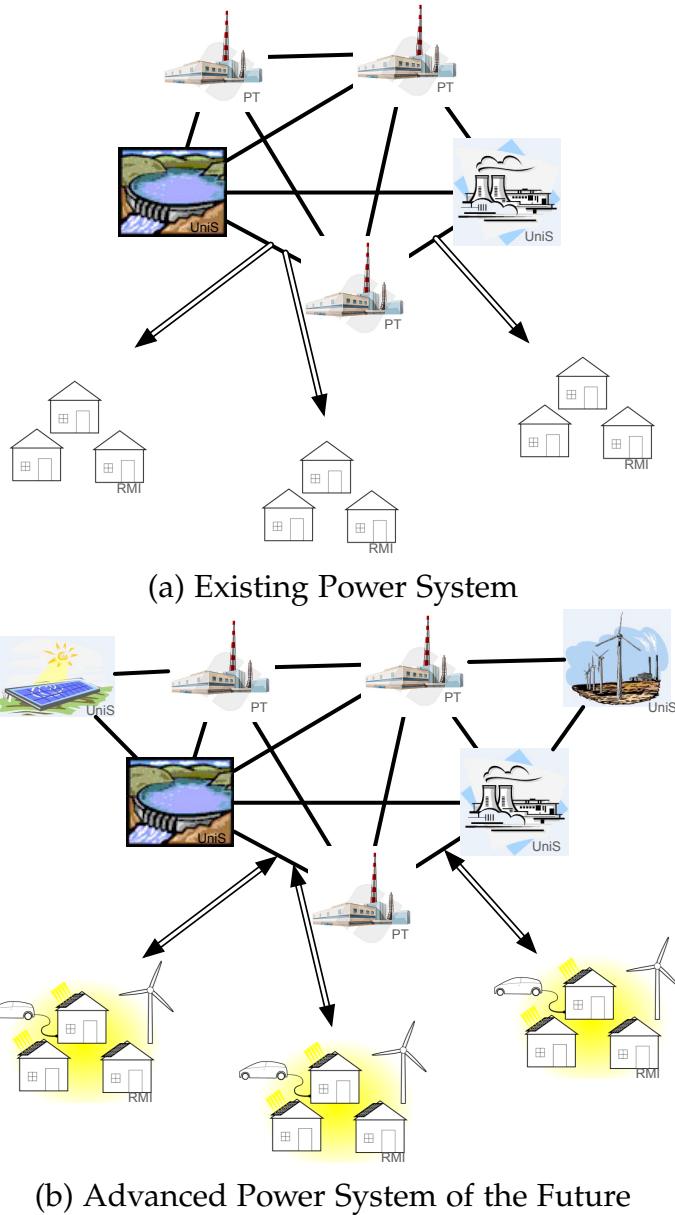 PT
PT
UniS
UniS
PT
RMI
RMI
RMI
(a) Existing Power System
UniS
PT
PT
UniS
UniS
UniS
PT
RMI
RMI
RMI
(b) Advanced Power System of the Future